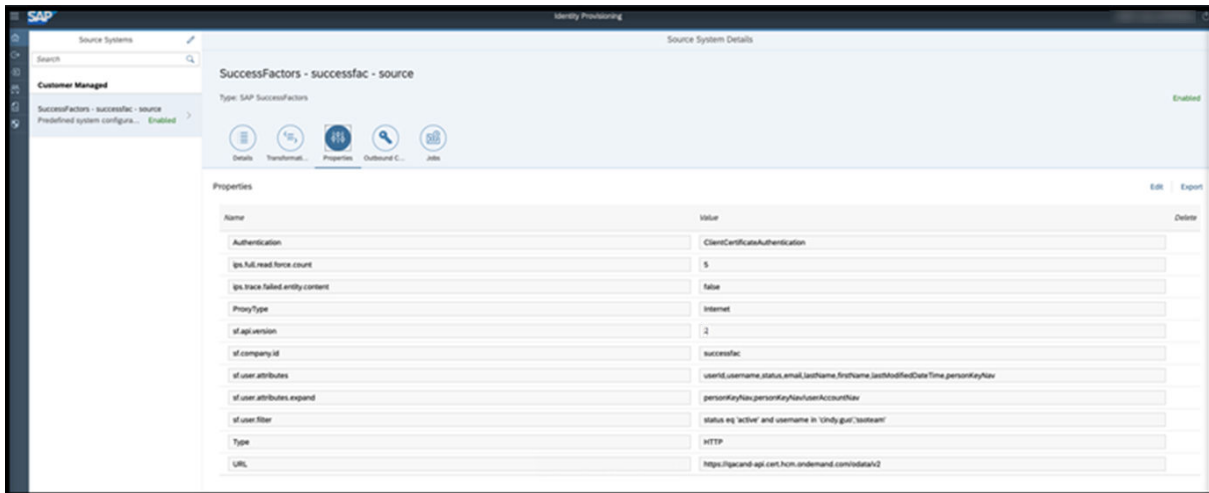 SAP
Identity Provisioning
Source Systems
Search
Customer Managed
SuccessFactors - successfac - source
Predefined system configura... Enabled
Source System Details
SuccessFactors - successfac - source
Type: SAP SuccessFactors
Enabled
Details Transformati... Properties Outbound C... Jobs
Properties
Edit Export
Name Value Delete
Authentication ClientCertificateAuthentication
ips.full.read.force.count 5
ips.trace.failed.entity.content false
ProxyType Internet
sf.api.version 2
sf.company.id successfac
sf.user.attributes userId,username,status,email,lastName,firstName,lastModifiedDateTime,personKeyNav
sf.user.attributes.expand personKeyNav,personKeyNav/userAccountNav
sf.user.filter status eq 'active' and username in 'cindy.guo','ssoteam'
Type HTTP
URL https://qacand-api.cert.hcm.ondemand.com/odata/v2